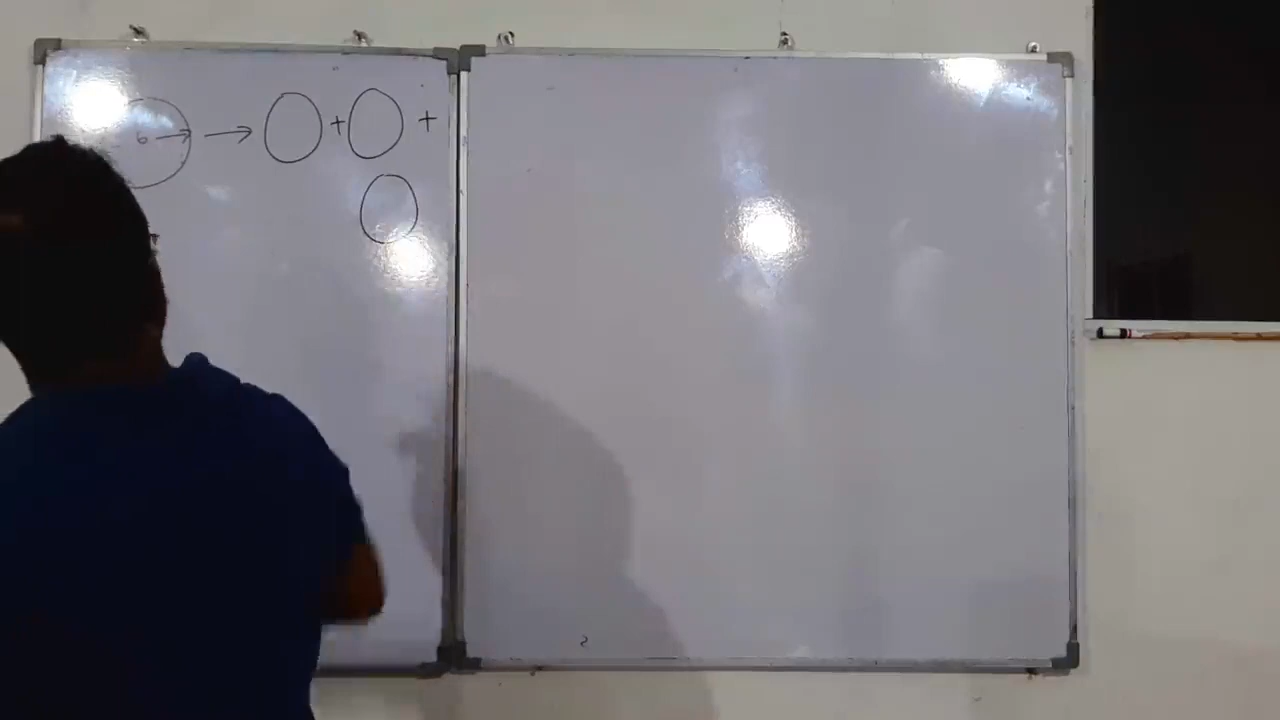 6 → → + +